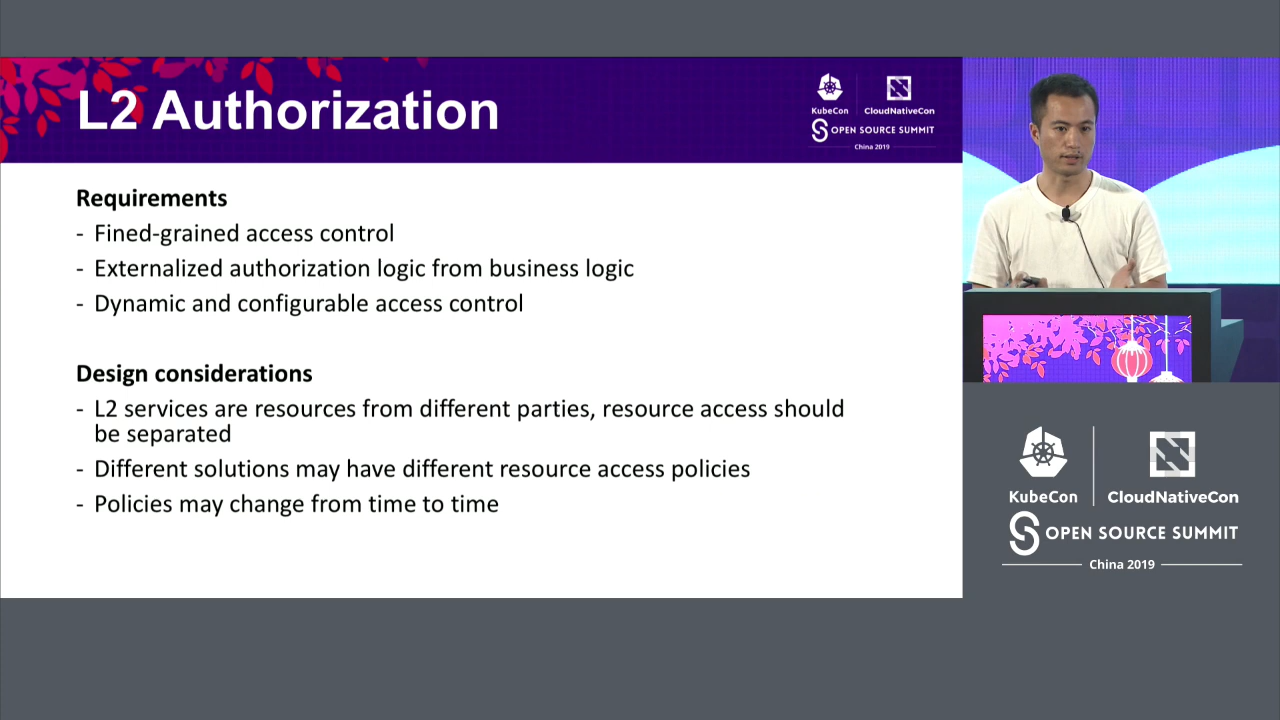 L2 Authorization
KubeCon
CloudNativeCon
OPEN SOURCE SUMMIT
China 2019
Requirements
- Fined-grained access control
- Externalized authorization logic from business logic
- Dynamic and configurable access control
Design considerations
- L2 services are resources from different parties, resource access should
be separated
- Different solutions may have different resource access policies
- Policies may change from time to time
KubeCon
CloudNativeCon
OPEN SOURCE SUMMIT
China 2019